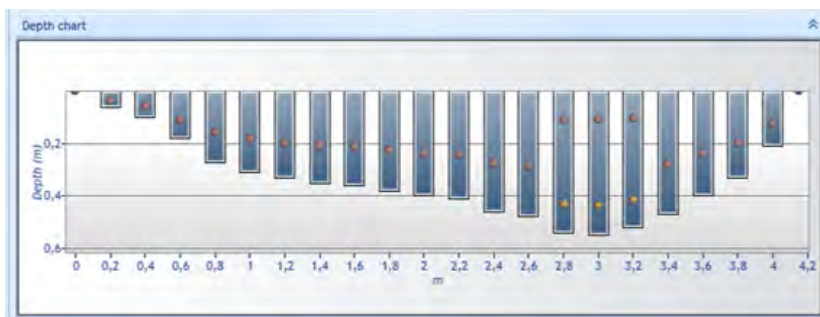 Depth chart
Depth (m)
0,2
0,4
0,6
0 0,2 0,4 0,6 0,8 1 1,2 1,4 1,6 1,8 2 2,2 2,4 2,6 2,8 3 3,2 3,4 3,6 3,8 4 4,2
m